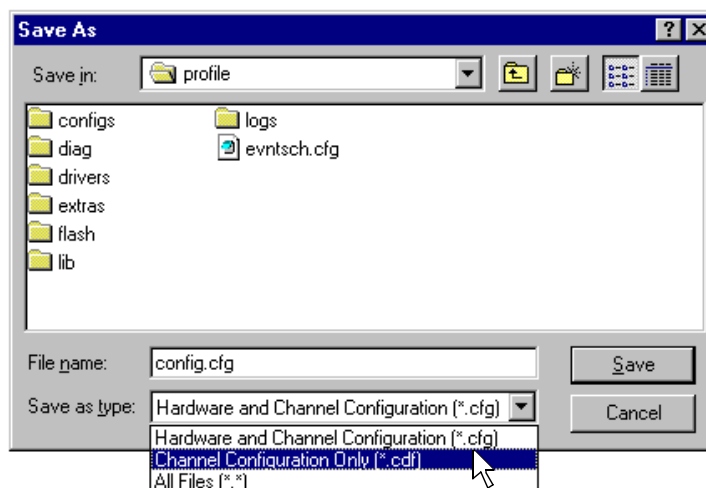 Save As
Save in: profile
configs
diag
drivers
extras
flash
lib
logs
evntsch.cfg
File name: config.cfg
Save
Save as type: Hardware and Channel Configuration (*.cfg)
Cancel
Hardware and Channel Configuration (*.cfg)
Channel Configuration Only (*.cdf)
All Files (*.*)